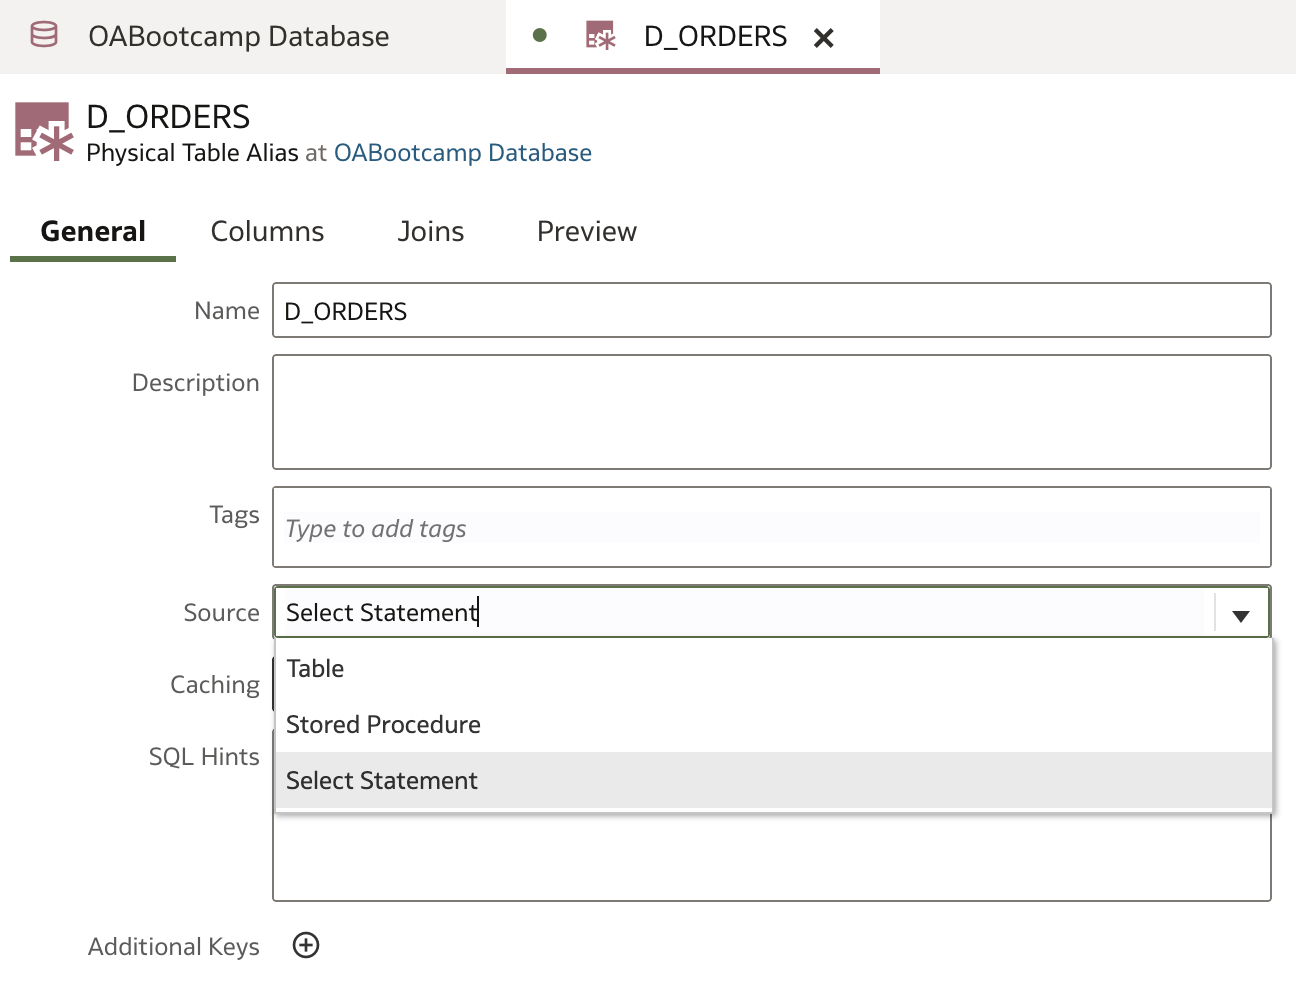 OABootcamp Database D_ORDERS
D_ORDERS
Physical Table Alias at OABootcamp Database
General Columns Joins Preview
Name D_ORDERS
Description
Tags Type to add tags
Source Select Statement
Table
Caching
Stored Procedure
SQL Hints
Select Statement
Additional Keys